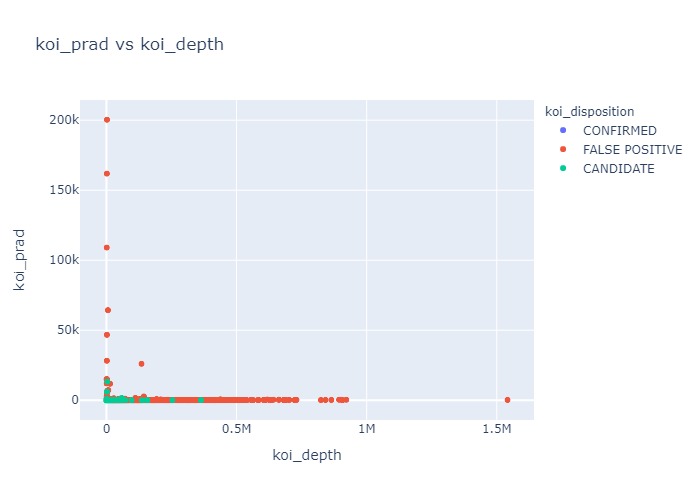 koi_prad vs koi_depth
koi_disposition
CONFIRMED
FALSE POSITIVE
CANDIDATE
200k
150k
100k
50k
0
koi_prad
0
0.5M
1M
1.5M
koi_depth